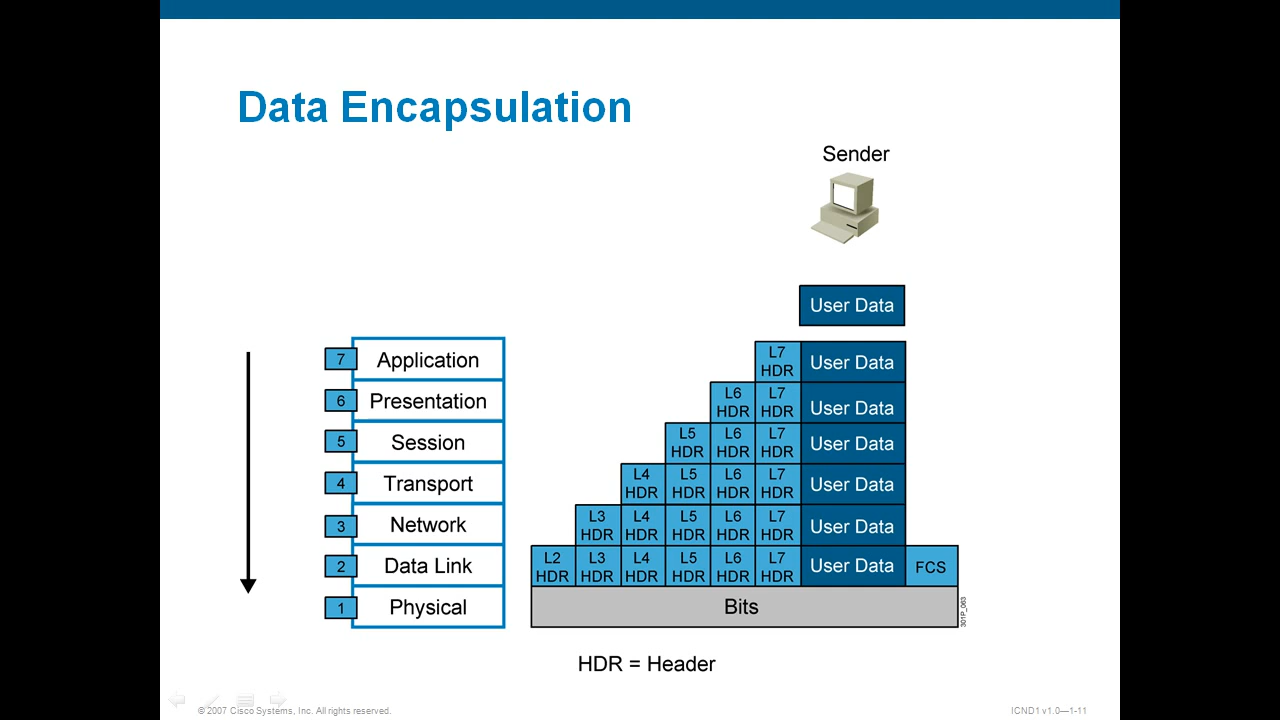 Data Encapsulation
Sender
User Data
7 Application
L7 HDR User Data
6 Presentation
L6 HDR L7 HDR User Data
5 Session
L5 HDR L6 HDR L7 HDR User Data
4 Transport
L4 HDR L5 HDR L6 HDR L7 HDR User Data
3 Network
L3 HDR L4 HDR L5 HDR L6 HDR L7 HDR User Data
2 Data Link
L2 HDR L3 HDR L4 HDR L5 HDR L6 HDR L7 HDR User Data FCS
1 Physical
Bits
301P_063
HDR = Header
© 2007 Cisco Systems, Inc. All rights reserved.
ICND1 v1.0—1-11